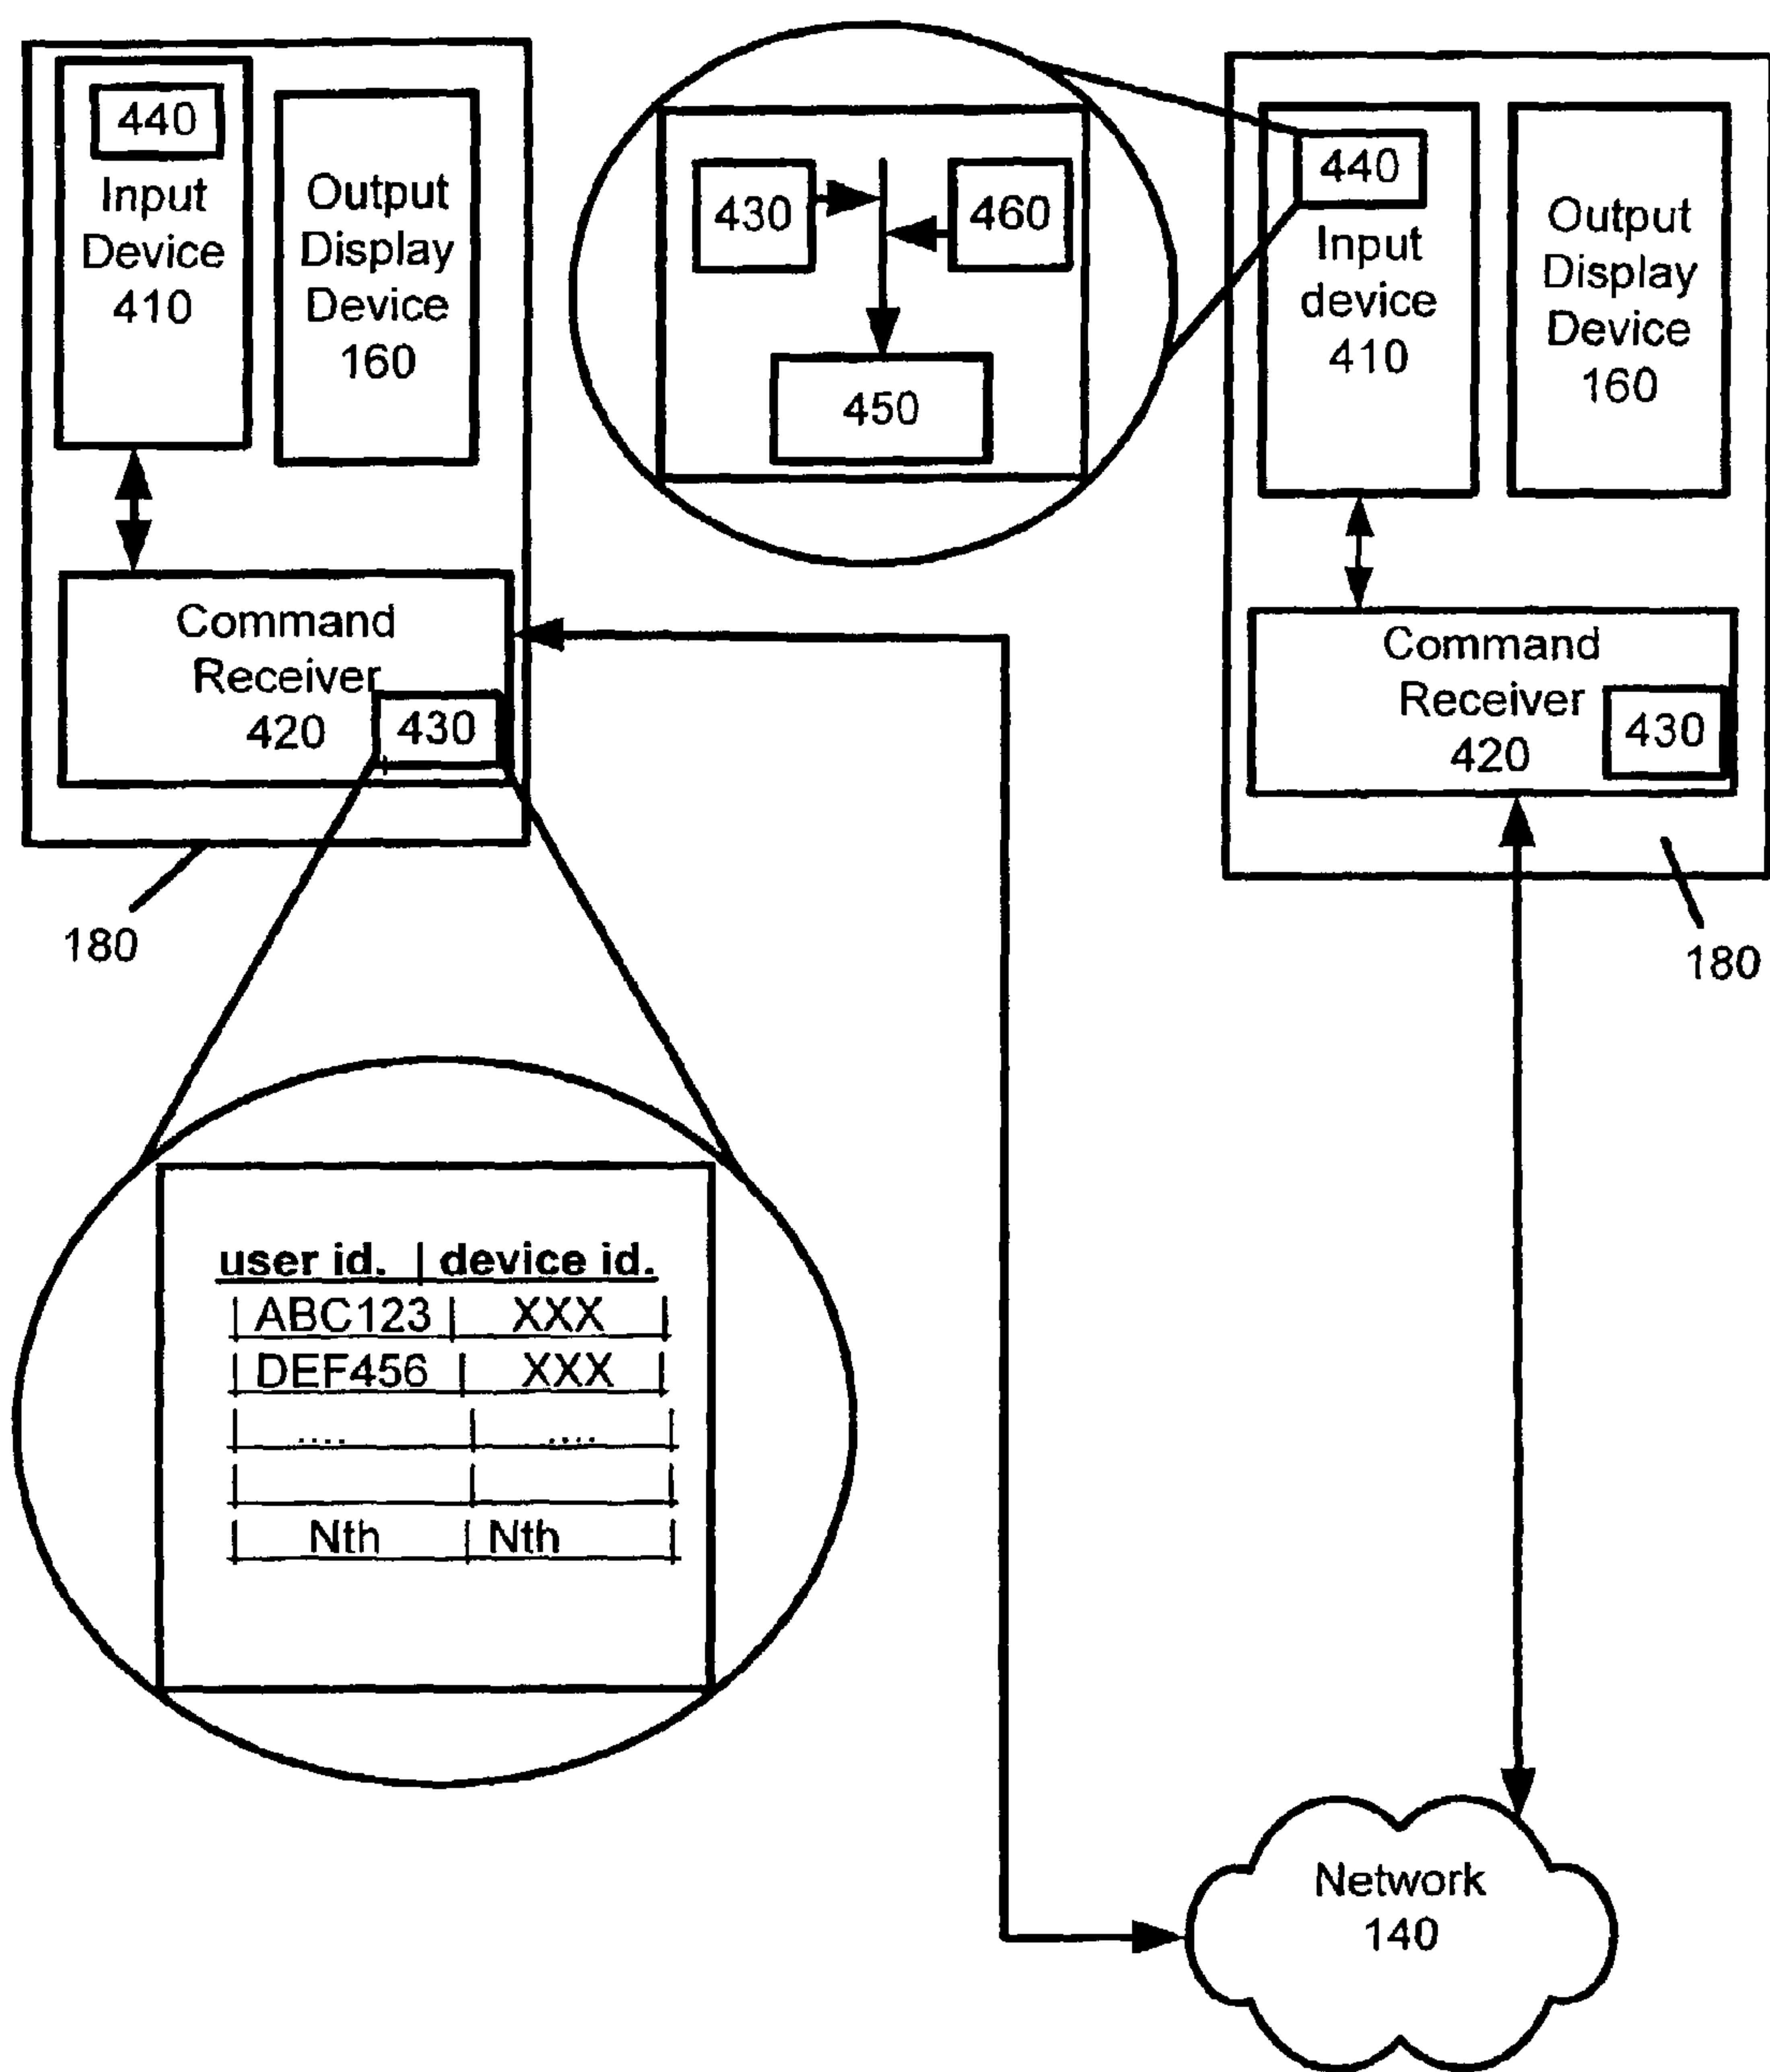 440
Input
Device
410
Output
Display
Device
160
Command
Receiver
420
430
180
430
460
450
440
Input
device
410
Output
Display
Device
160
Command
Receiver
420
430
180
user id. | device id.
ABC123 | XXX
DEF456 | XXX
.... | ....
Nth | Nth
Network
140